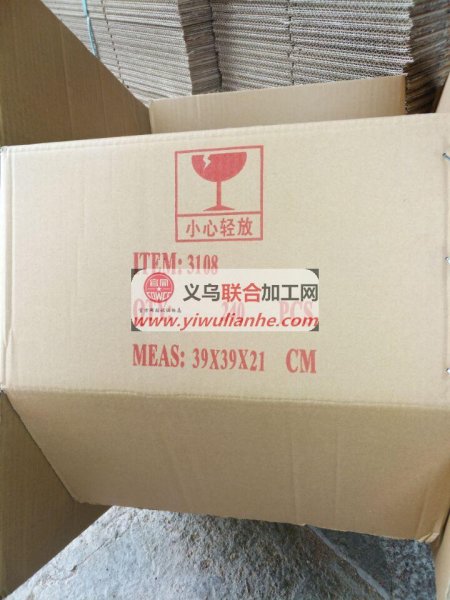 小心轻放
ITEM: 3108
义乌联合加工网
240 PCS
www.yiwulianhe.com
MEAS: 39X39X21 CM